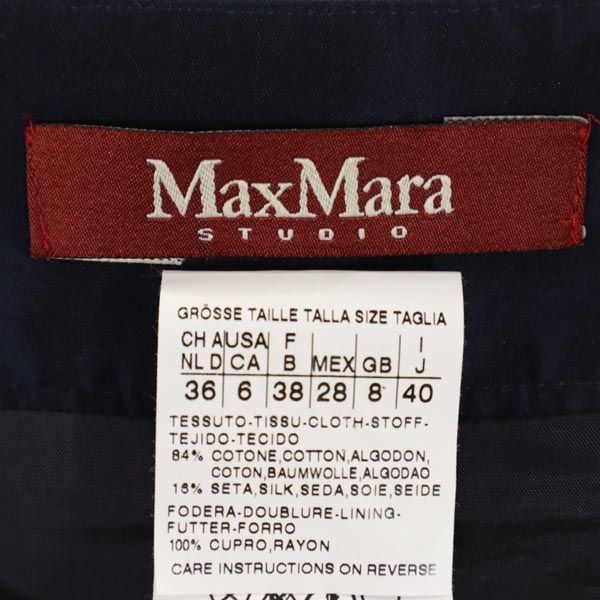 MaxMara
STUDIO
GRÖSSE TAILLE TALLA SIZE TAGLIA
CH A USA F I
NL D CA B MEX GB J
36 6 38 28 8 40
TESSUTO-TISSU-CLOTH-STOFF-
TEJIDO-TECIDO
84% COTONE,COTTON,ALGODON,
COTON,BAUMWOLLE,ALGODAO
16% SETA,SILK,SEDA,SOIE,SEIDE
FODERA-DOUBLURE-LINING-
FUTTER-FORRO
100% CUPRO,RAYON
CARE INSTRUCTIONS ON REVERSE